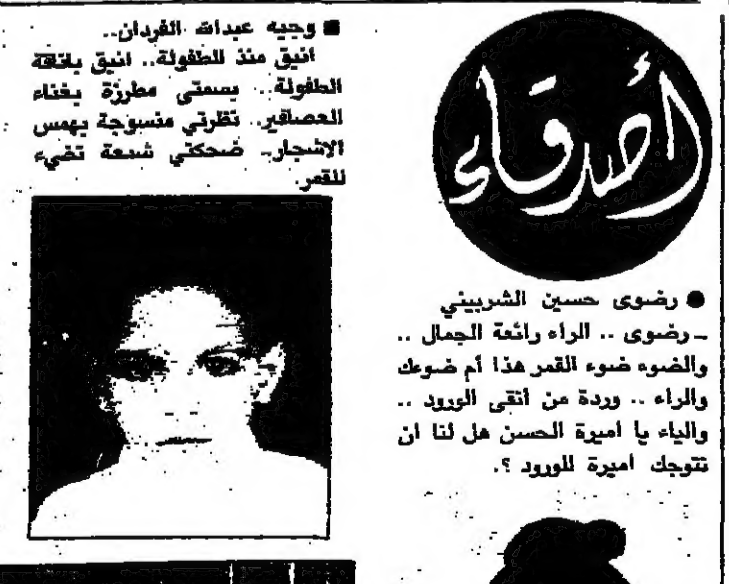 أصدقاء
● رضوى حسين الشربيني
ـ رضوى .. الراء رائعة الجمال ..
والضوء ضوء القمر هذا أم ضوءك
والراء .. وردة من أنقى الورود ..
والياء يا أميرة الحسن هل لنا ان
نتوجك أميرة للورود ؟.
■ وجيه عبدالله الفردان..
انيق منذ الطفولة.. انيق بأناقة
الطفولة.. بسمتي مطرزة بغناء
العصافير.. نظرتي منسوجة بهمس
الاشجار.. ضحكتي شمعة تضيء
للقمر.